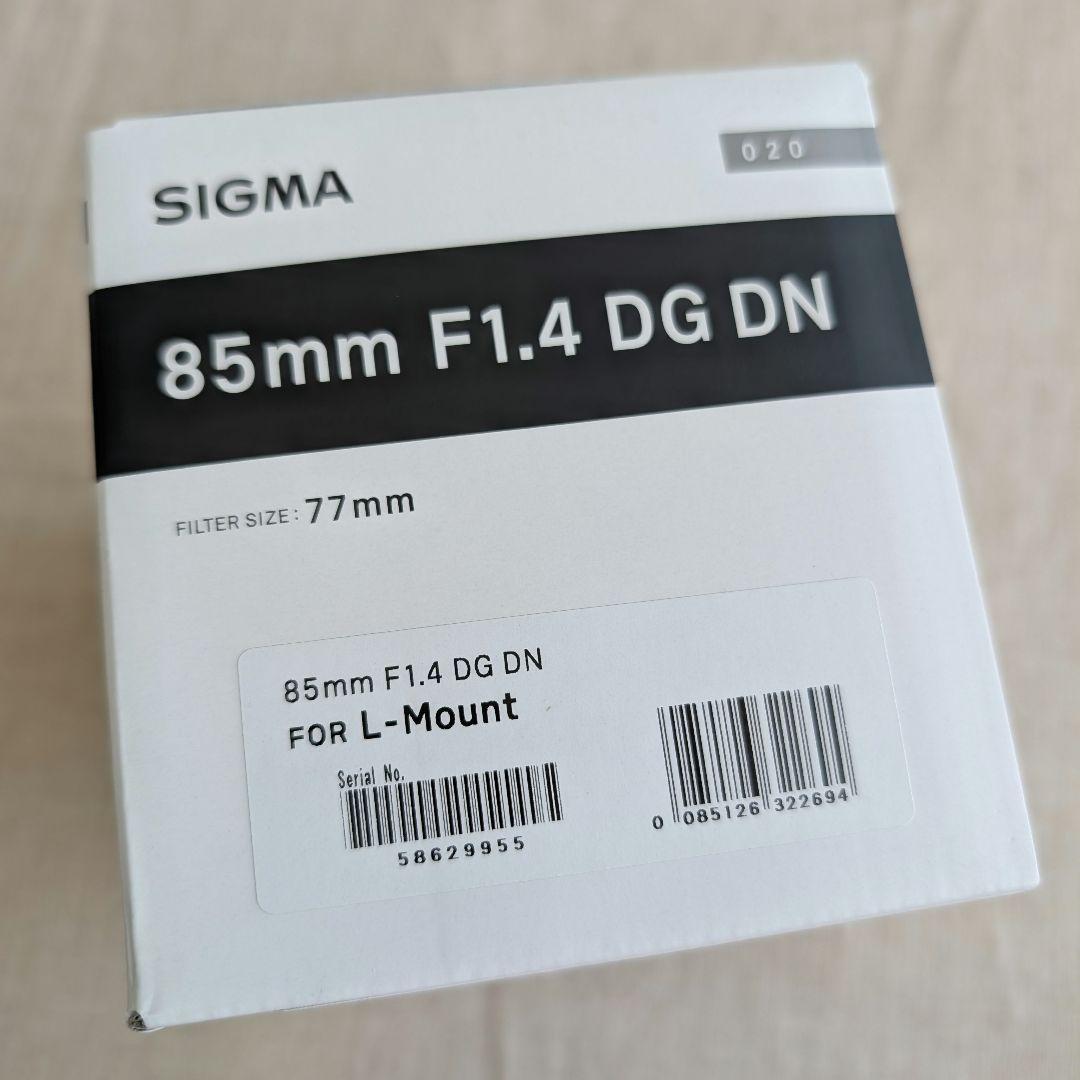 020
SIGMA
85mm F1.4 DG DN
FILTER SIZE: 77mm
85mm F1.4 DG DN
FOR L-Mount
Serial No.
58629955
0 085126 322694